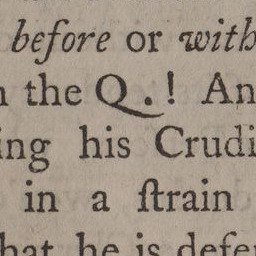 before or with
n the Q.! An
ing his Crudi
in a ſtrain
hat he is defe